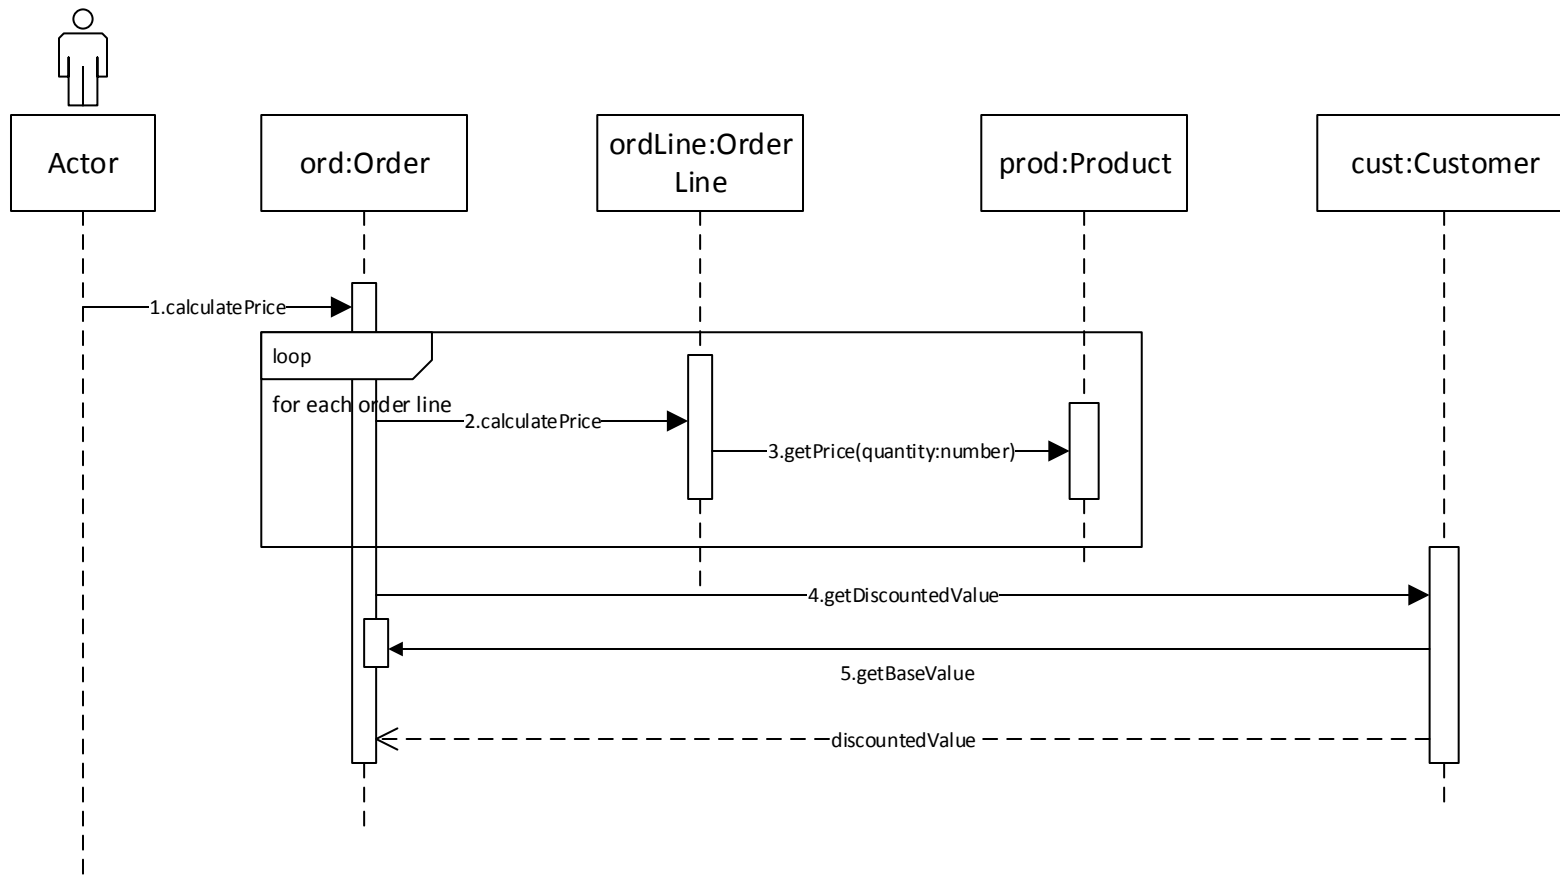 Actor
ord:Order
ordLine:Order
Line
prod:Product
cust:Customer
1.calculatePrice
loop
for each order line
2.calculatePrice
3.getPrice(quantity:number)
4.getDiscountedValue
5.getBaseValue
discountedValue